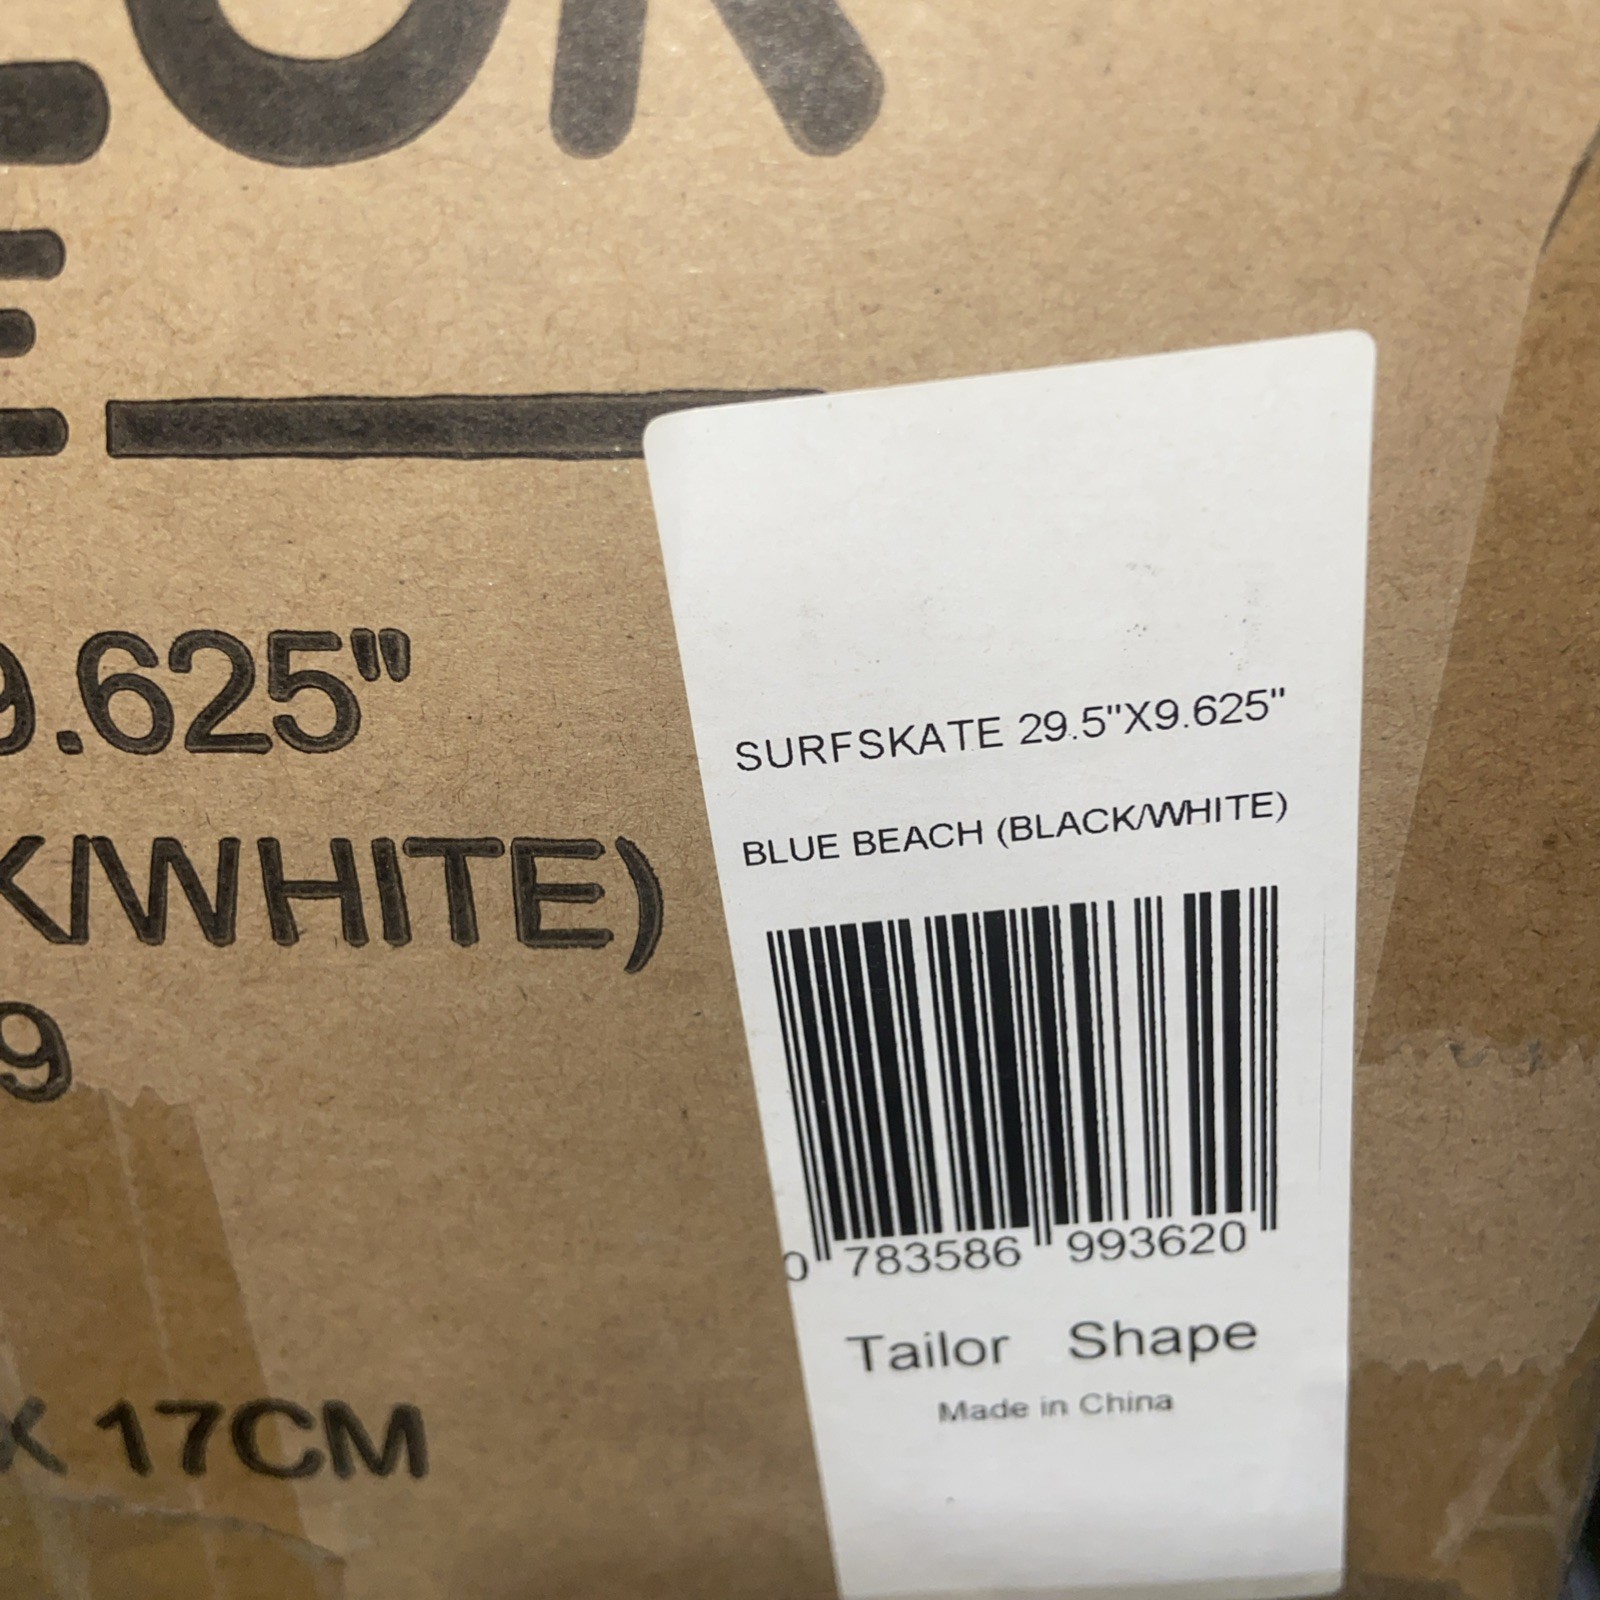 9.625"
K/WHITE)
9
X 17CM
SURFSKATE 29.5"X9.625"
BLUE BEACH (BLACK/WHITE)
0 783586 993620
Tailor Shape
Made in China